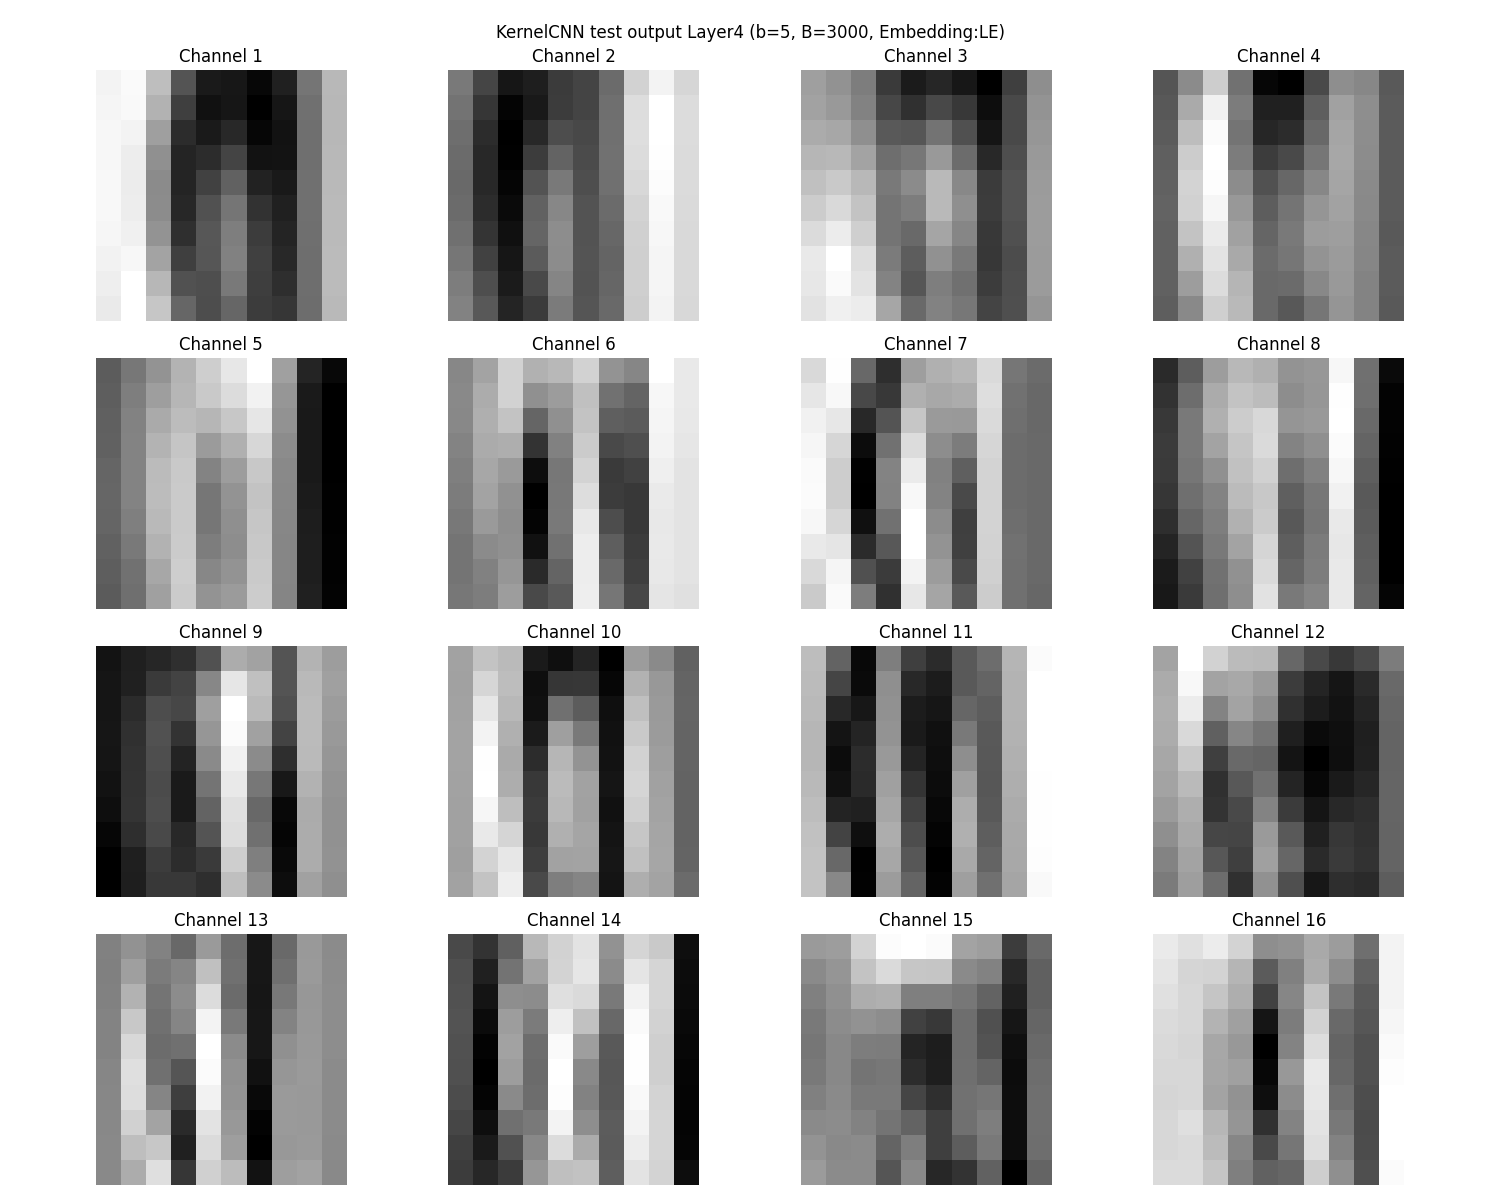 KernelCNN test output Layer4 (b=5, B=3000, Embedding:LE)
Channel 1
Channel 2
Channel 3
Channel 4
Channel 5
Channel 6
Channel 7
Channel 8
Channel 9
Channel 10
Channel 11
Channel 12
Channel 13
Channel 14
Channel 15
Channel 16